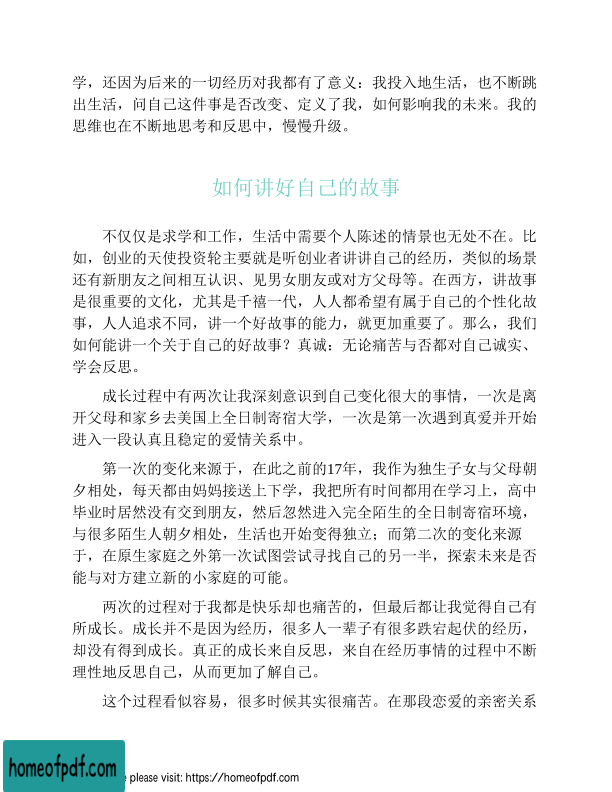 学，还因为后来的一切经历对我都有了意义：我投入地生活，也不断跳
出生活，问自己这件事是否改变、定义了我，如何影响我的未来。我的
思维也在不断地思考和反思中，慢慢升级。
如何讲好自己的故事
不仅仅是求学和工作，生活中需要个人陈述的情景也无处不在。比
如，创业的天使投资轮主要就是听创业者讲讲自己的经历，类似的场景
还有新朋友之间相互认识、见男女朋友或对方父母等。在西方，讲故事
是很重要的文化，尤其是千禧一代，人人都希望有属于自己的个性化故
事，人人追求不同，讲一个好故事的能力，就更加重要了。那么，我们
如何能讲一个关于自己的好故事？真诚：无论痛苦与否都对自己诚实、
学会反思。
成长过程中有两次让我深刻意识到自己变化很大的事情，一次是离
开父母和家乡去美国上全日制寄宿大学，一次是第一次遇到真爱并开始
进入一段认真且稳定的爱情关系中。
第一次的变化来源于，在此之前的17年，我作为独生子女与父母朝
夕相处，每天都由妈妈接送上下学，我把所有时间都用在学习上，高中
毕业时居然没有交到朋友，然后忽然进入完全陌生的全日制寄宿环境，
与很多陌生人朝夕相处，生活也开始变得独立；而第二次的变化来源
于，在原生家庭之外第一次试图尝试寻找自己的另一半，探索未来是否
能与对方建立新的小家庭的可能。
两次的过程对于我都是快乐却也痛苦的，但最后都让我觉得自己有
所成长。成长并不是因为经历，很多人一辈子有很多跌宕起伏的经历，
却没有得到成长。真正的成长来自反思，来自在经历事情的过程中不断
理性地反思自己，从而更加了解自己。
这个过程看似容易，很多时候其实很痛苦。在那段恋爱的亲密关系
homeofpdf.com
e please visit: https://homeofpdf.com